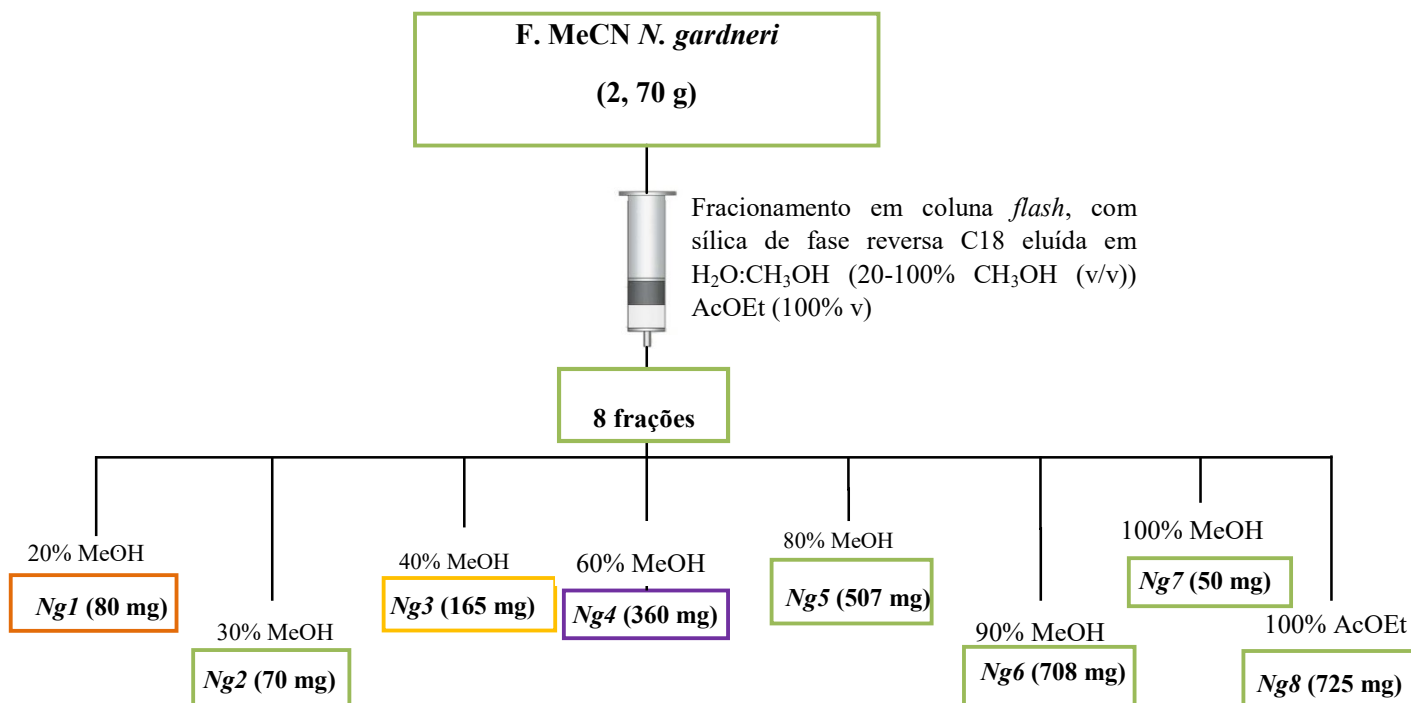 F. MeCN N. gardneri
(2, 70 g)
Fracionamento em coluna flash, com
sílica de fase reversa C18 eluída em
H₂O:CH₃OH (20-100% CH₃OH (v/v))
AcOEt (100% v)
8 frações
20% MeOH
Ng1 (80 mg)
30% MeOH
Ng2 (70 mg)
40% MeOH
Ng3 (165 mg)
60% MeOH
Ng4 (360 mg)
80% MeOH
Ng5 (507 mg)
90% MeOH
Ng6 (708 mg)
100% MeOH
Ng7 (50 mg)
100% AcOEt
Ng8 (725 mg)